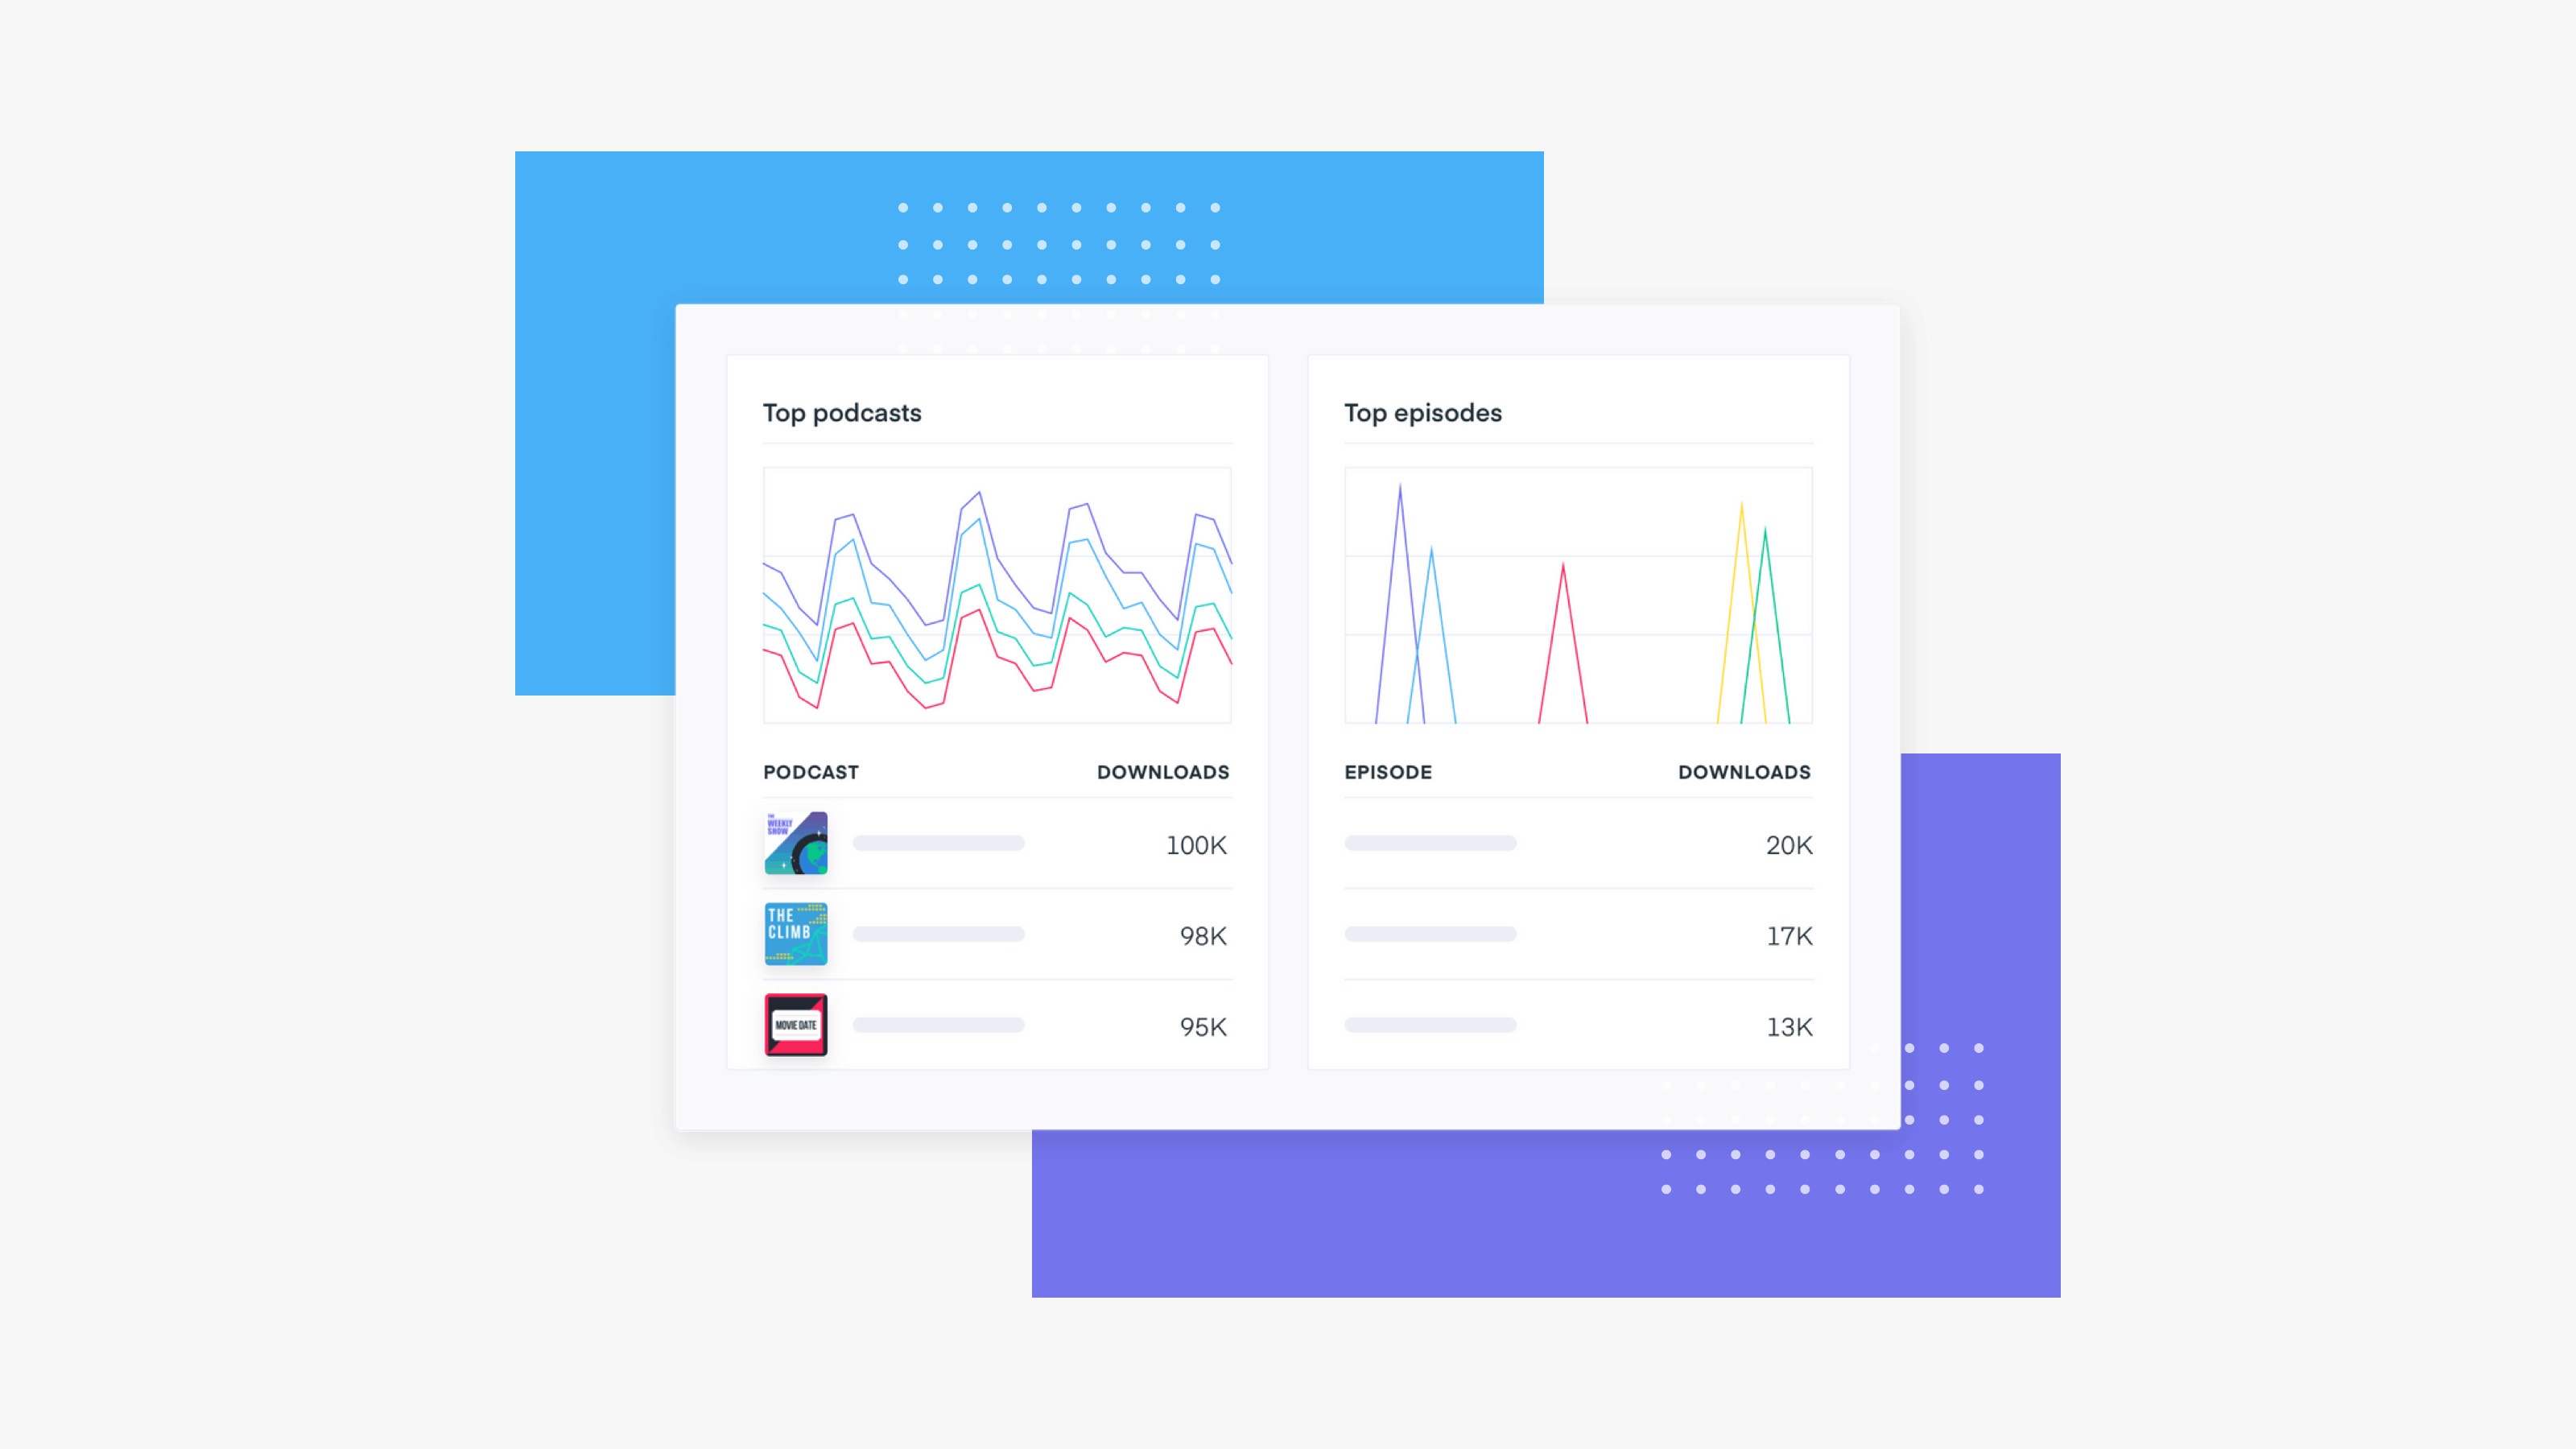 Top podcasts
PODCAST DOWNLOADS
THE
WEEKLY
SHOW
100K
THE
CLIMB
98K
MOVIE DATE
95K
Top episodes
EPISODE DOWNLOADS
20K
17K
13K